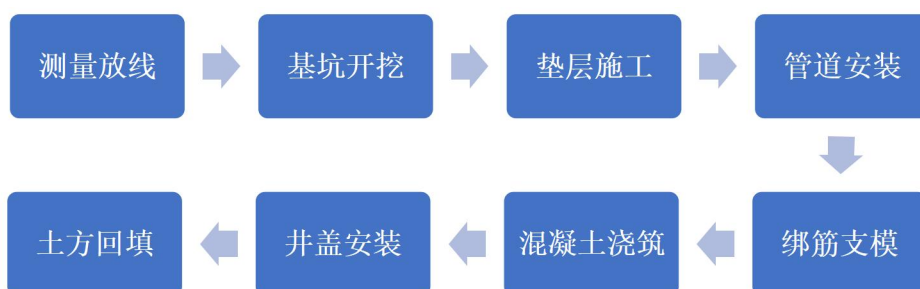 测量放线
基坑开挖
垫层施工
管道安装
绑筋支模
混凝土浇筑
井盖安装
土方回填